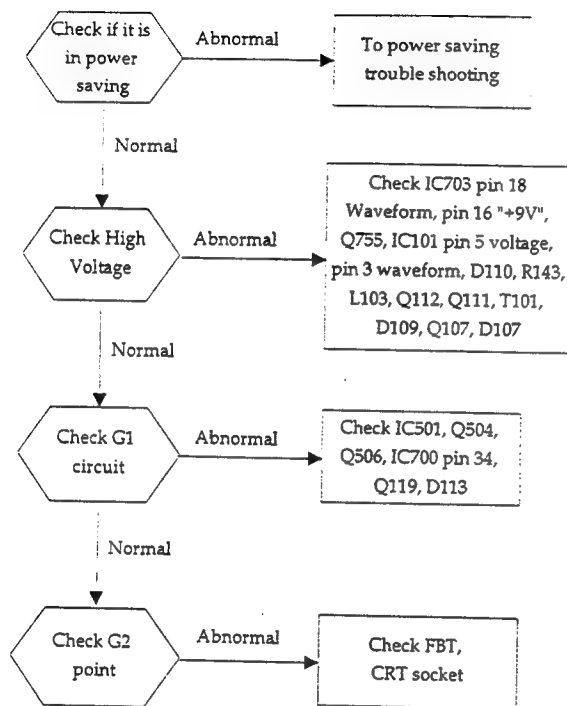 Check if it is
in power
saving
Abnormal
To power saving
trouble shooting
Normal
Check High
Voltage
Abnormal
Check IC703 pin 18
Waveform, pin 16 "+9V",
Q755, IC101 pin 5 voltage,
pin 3 waveform, D110, R143,
L103, Q112, Q111, T101,
D109, Q107, D107
Normal
Check G1
circuit
Abnormal
Check IC501, Q504,
Q506, IC700 pin 34,
Q119, D113
Normal
Check G2
point
Abnormal
Check FBT,
CRT socket